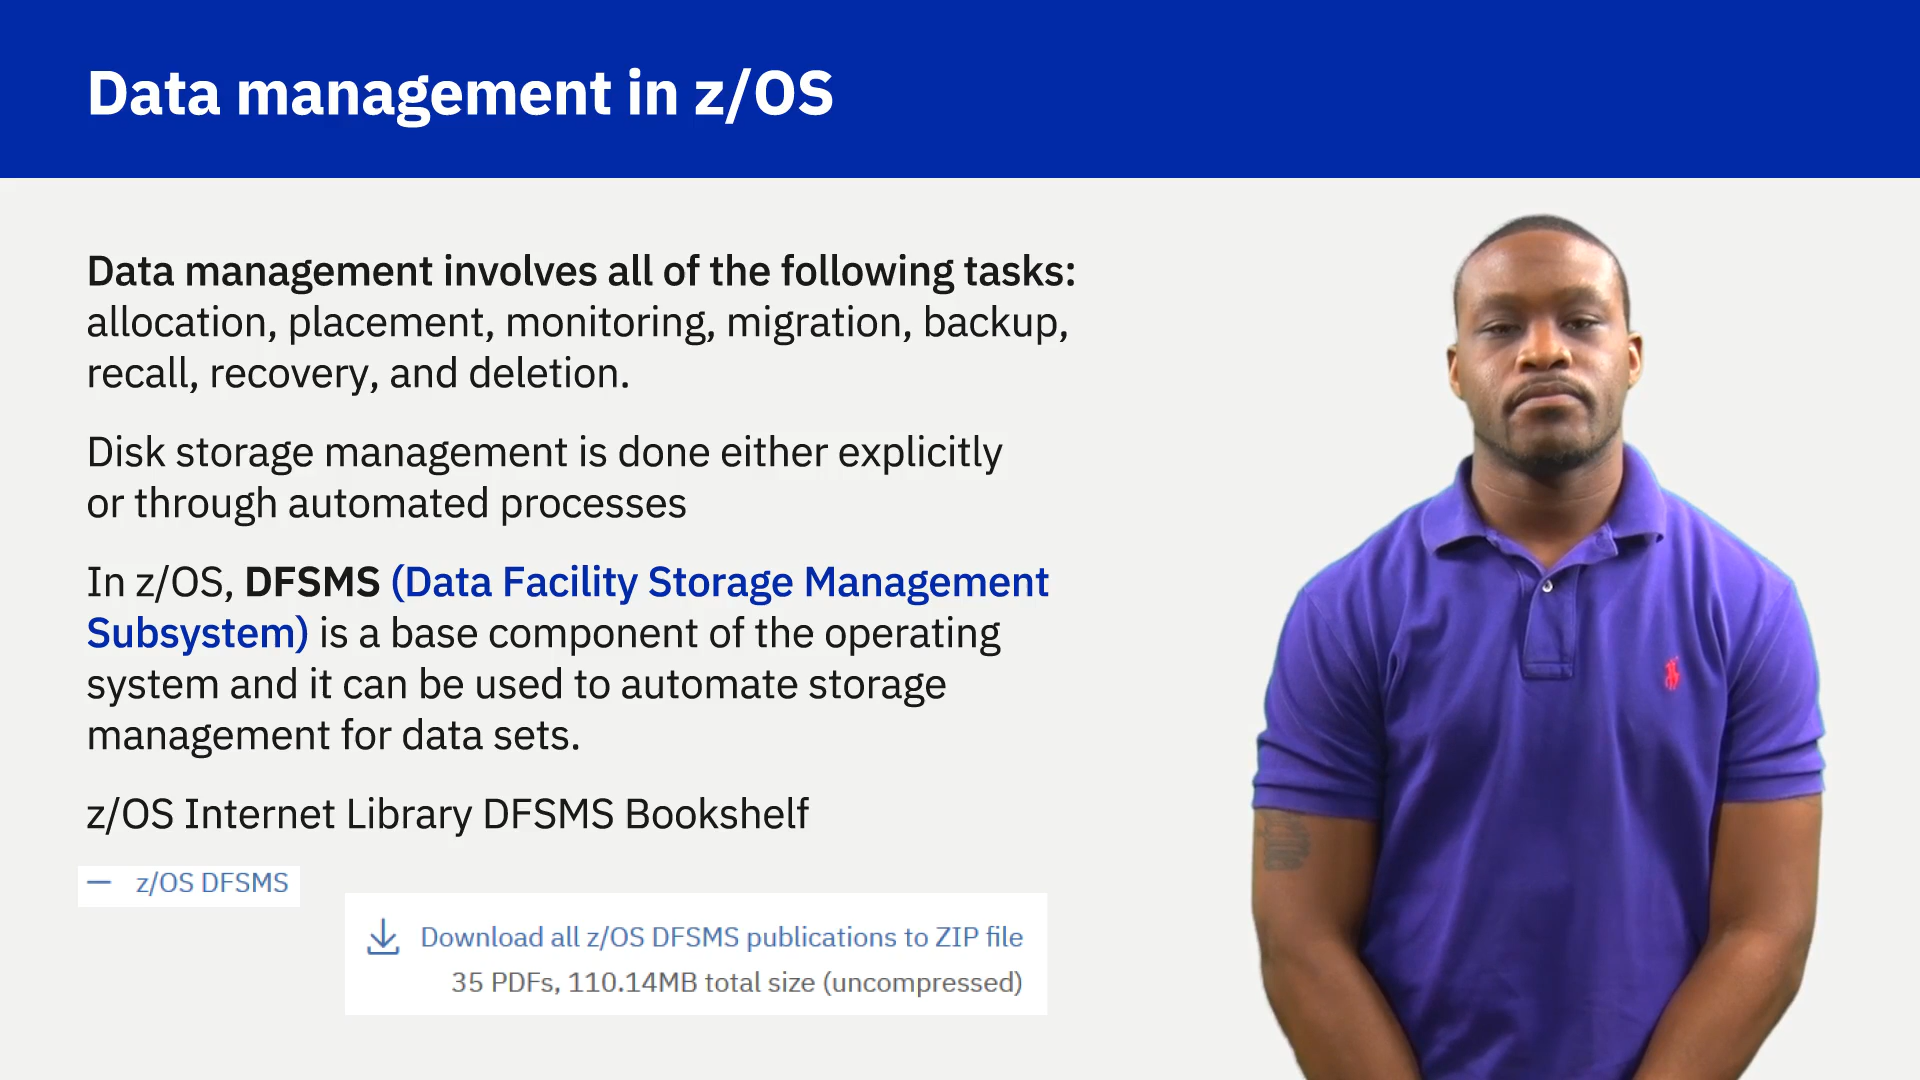 Data management in z/OS
Data management involves all of the following tasks:
allocation, placement, monitoring, migration, backup,
recall, recovery, and deletion.
Disk storage management is done either explicitly
or through automated processes
In z/OS, DFSMS (Data Facility Storage Management
Subsystem) is a base component of the operating
system and it can be used to automate storage
management for data sets.
z/OS Internet Library DFSMS Bookshelf
— z/OS DFSMS
Download all z/OS DFSMS publications to ZIP file
35 PDFs, 110.14MB total size (uncompressed)